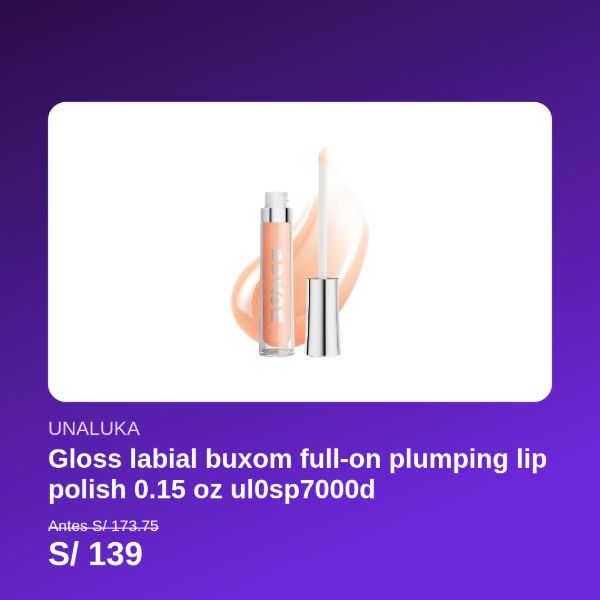 BUXOM
UNALUKA
Gloss labial buxom full-on plumping lip
polish 0.15 oz ul0sp7000d
Antes S/ 173.75
S/ 139